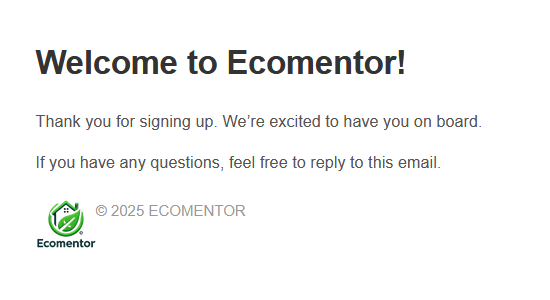 Welcome to Ecomentor!
Thank you for signing up. We’re excited to have you on board.
If you have any questions, feel free to reply to this email.
© 2025 ECOMENTOR
Ecomentor